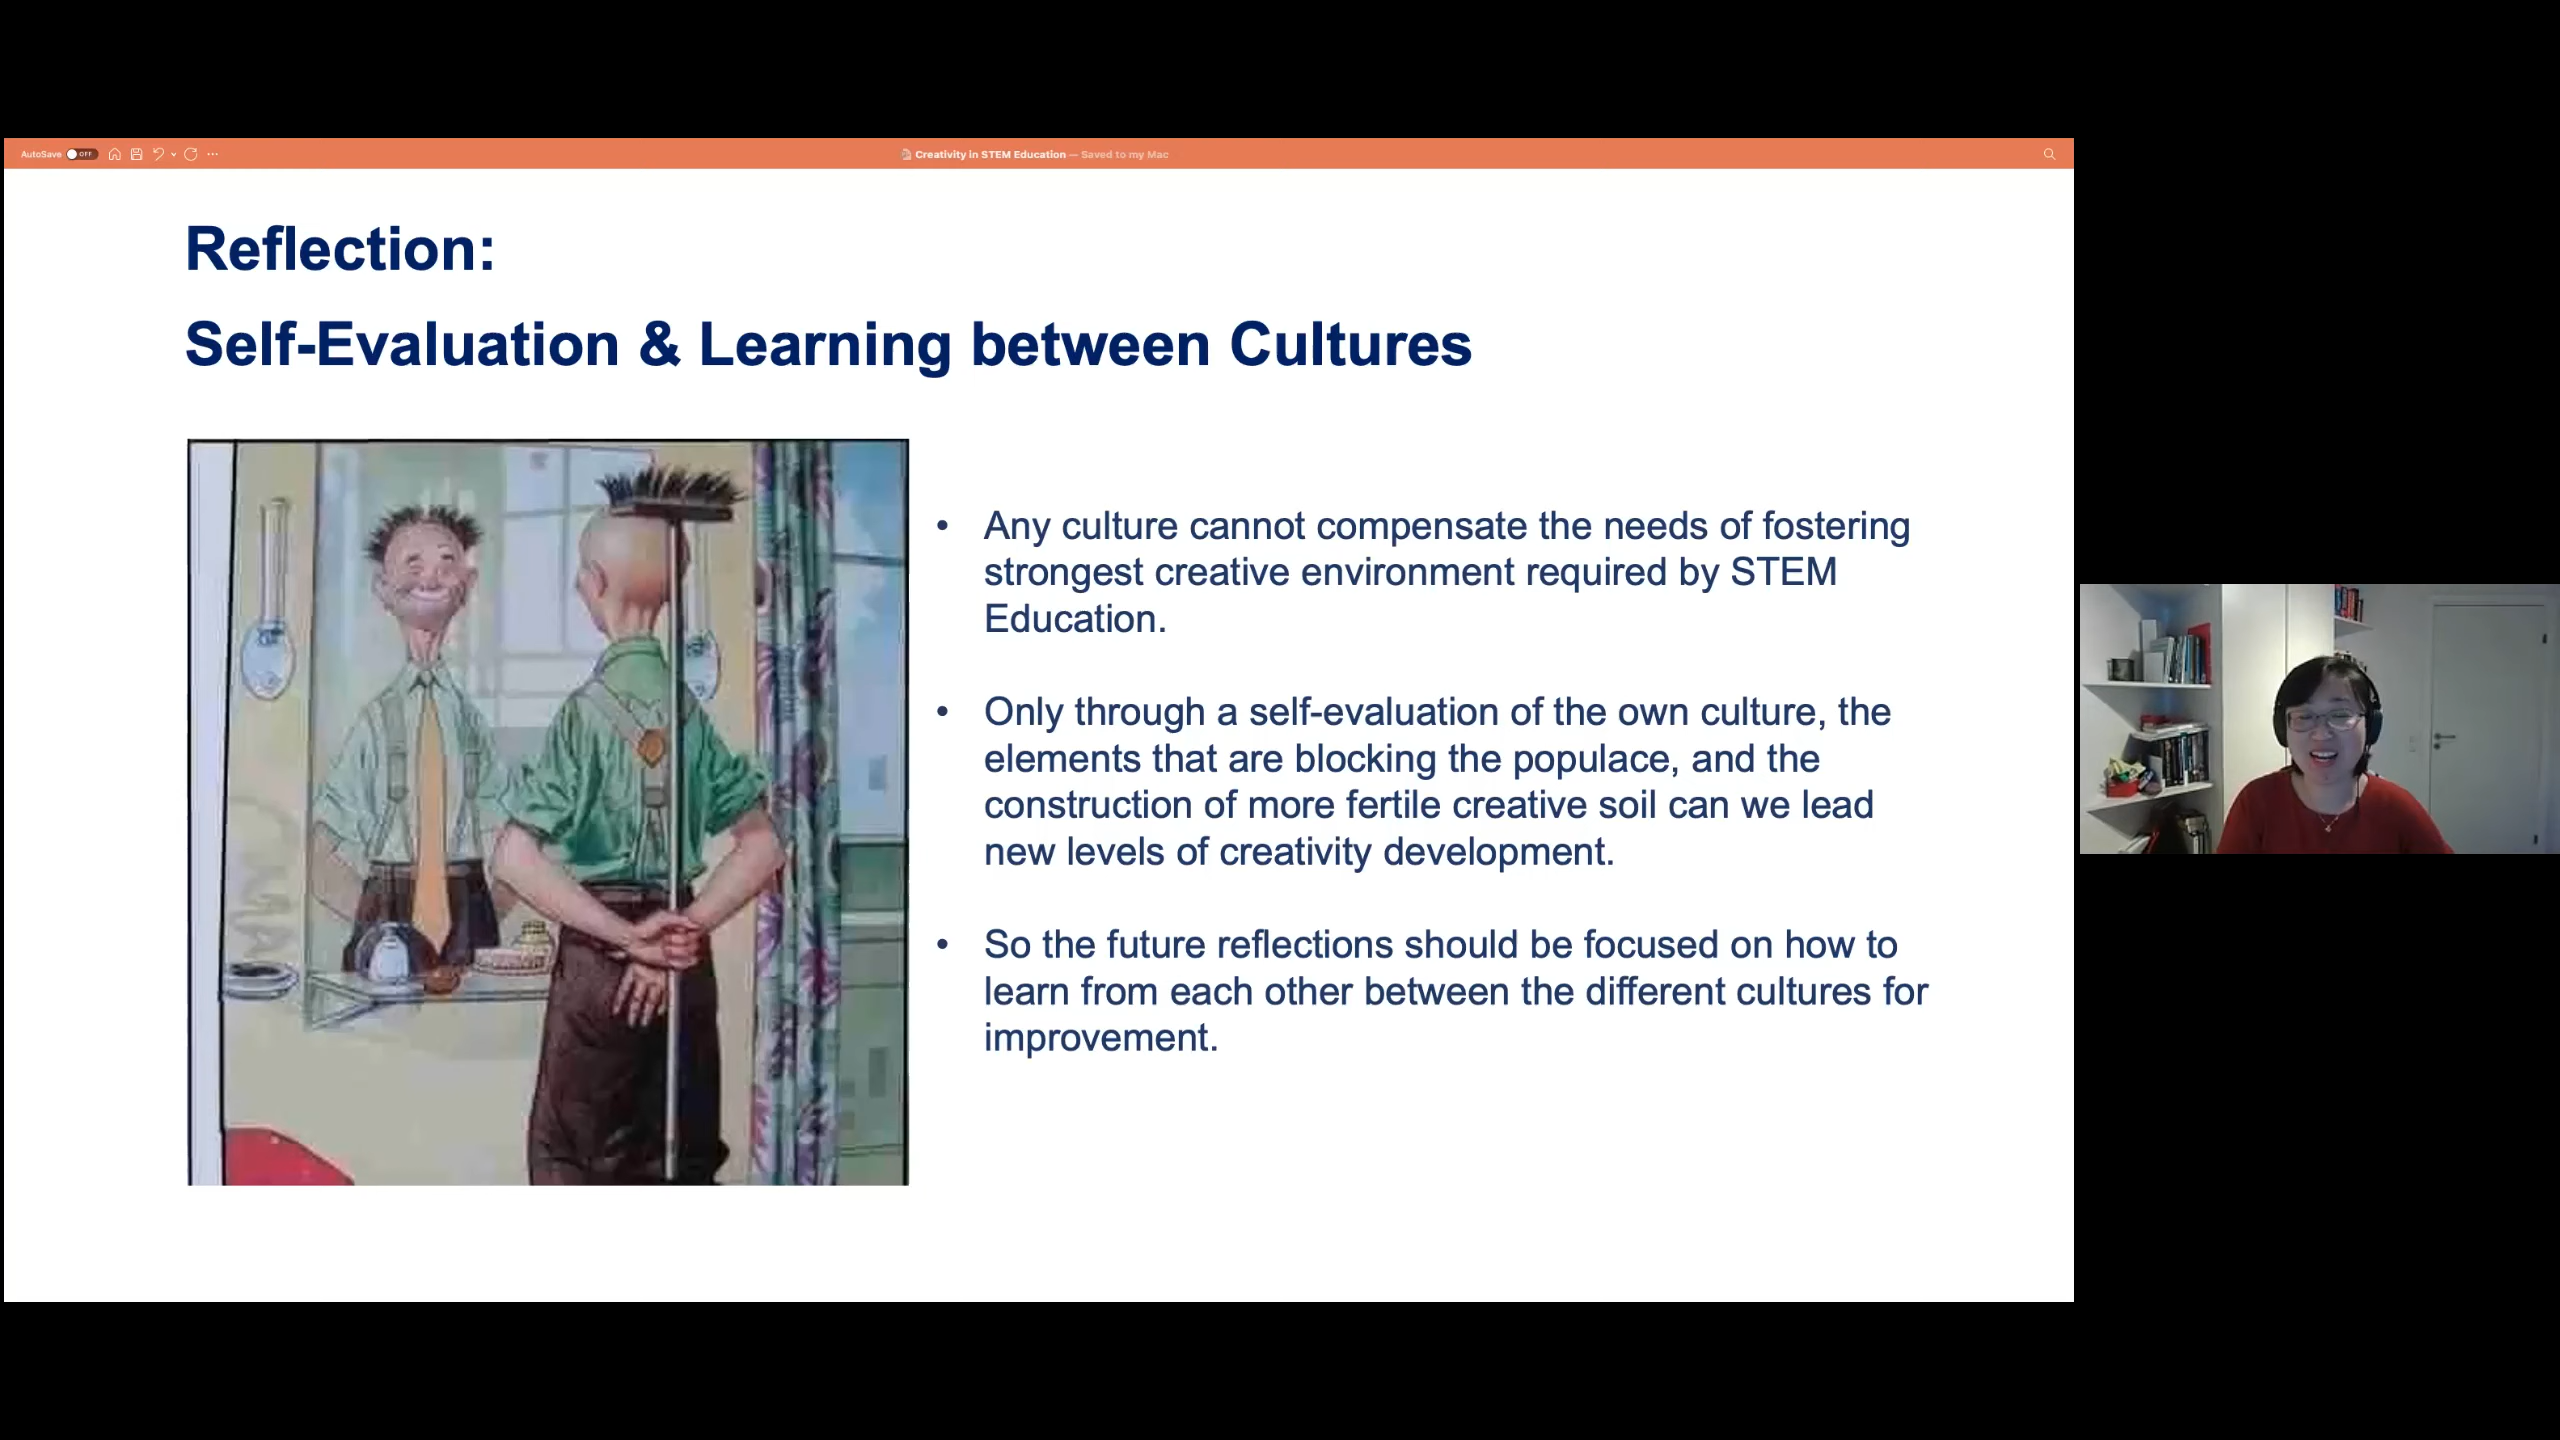 AutoSave OFF
Creativity in STEM Education — Saved to my Mac
Reflection:
Self-Evaluation & Learning between Cultures
• Any culture cannot compensate the needs of fostering
strongest creative environment required by STEM
Education.
• Only through a self-evaluation of the own culture, the
elements that are blocking the populace, and the
construction of more fertile creative soil can we lead
new levels of creativity development.
• So the future reflections should be focused on how to
learn from each other between the different cultures for
improvement.